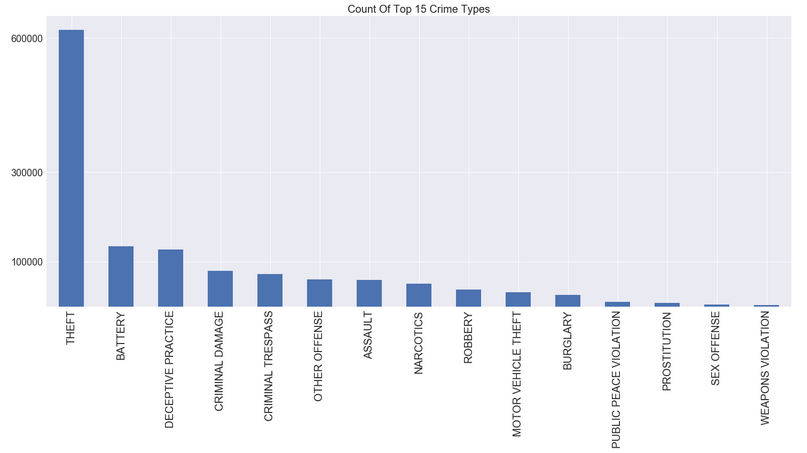 Count Of Top 15 Crime Types
600000
300000
100000
THEFT
BATTERY
DECEPTIVE PRACTICE
CRIMINAL DAMAGE
CRIMINAL TRESPASS
OTHER OFFENSE
ASSAULT
NARCOTICS
ROBBERY
MOTOR VEHICLE THEFT
BURGLARY
PUBLIC PEACE VIOLATION
PROSTITUTION
SEX OFFENSE
WEAPONS VIOLATION